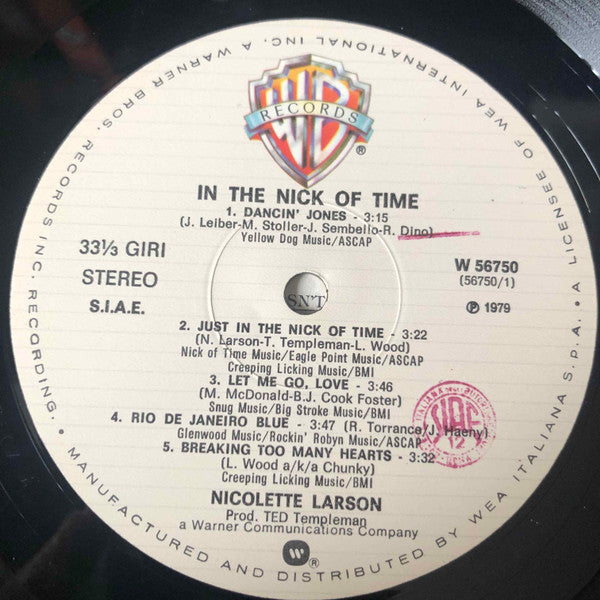 RECORDS
WB
®
IN THE NICK OF TIME
1. DANCIN' JONES - 3:15
(J. Leiber-M. Stoller-J. Sembello-R. Dino)
Yellow Dog Music/ASCAP
33⅓ GIRI
STEREO
S.I.A.E.
W 56750
(56750/1)
℗ 1979
2. JUST IN THE NICK OF TIME - 3:22
(N. Larson-T. Templeman-L. Wood)
Nick of Time Music/Eagle Point Music/ASCAP
Creeping Licking Music/BMI
3. LET ME GO, LOVE - 3:46
(M. McDonald-B.J. Cook Foster)
Snug Music/Big Stroke Music/BMI
4. RIO DE JANEIRO BLUE - 3:47 (R. Torrance/J. Haeny)
Glenwood Music/Rockin' Robyn Music/ASCAP
5. BREAKING TOO MANY HEARTS - 3:32
(L. Wood a/k/a Chunky)
Creeping Licking Music/BMI
NICOLETTE LARSON
Prod. TED Templeman
a Warner Communications Company
®
• MANUFACTURED AND DISTRIBUTED BY WEA ITALIANA S.p.A. • A LICENSEE OF WEA INTERNATIONAL INC. A WARNER BROS. RECORDS INC. RECORDING.
SIAE
12